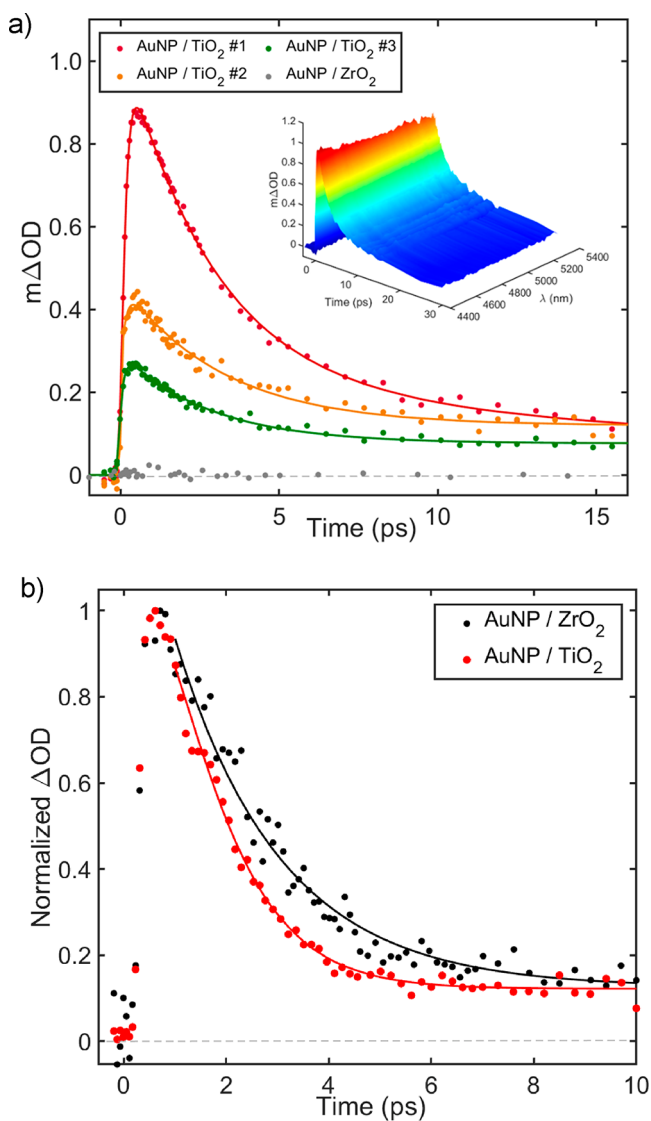 a)
AuNP / TiO₂ #1
AuNP / TiO₂ #3
AuNP / TiO₂ #2
AuNP / ZrO₂
1.0
0.8
0.6
0.4
0.2
0
mΔOD
0
5
10
15
Time (ps)
1.2
1
0.8
0.6
0.4
0.2
0
mΔOD
0
10
20
30
Time (ps)
4400
4600
4800
5000
5200
5400
λ (nm)
b)
AuNP / ZrO₂
AuNP / TiO₂
1
0.8
0.6
0.4
0.2
0
Normalized ΔOD
0
2
4
6
8
10
Time (ps)